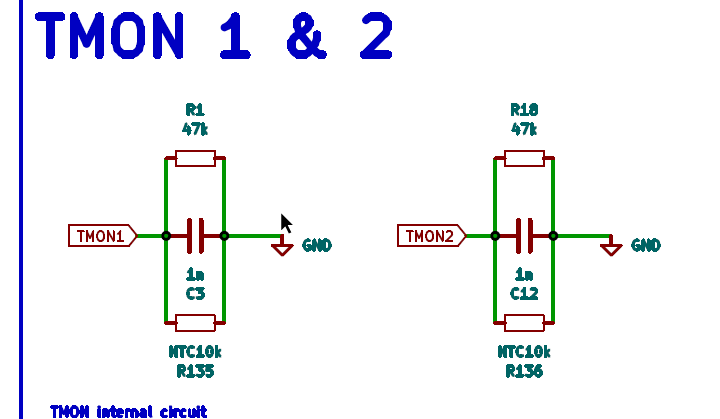 TMON 1 & 2
R1
47k
TMON1
GND
1n
C3
NTC10k
R135
R18
47k
TMON2
GND
1n
C12
NTC10k
R136
TMON internal circuit